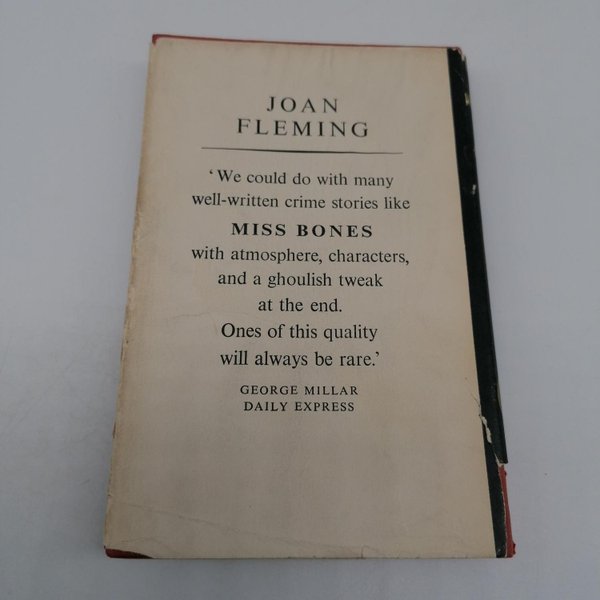 JOAN
FLEMING
‘We could do with many
well-written crime stories like
MISS BONES
with atmosphere, characters,
and a ghoulish tweak
at the end.
Ones of this quality
will always be rare.’
GEORGE MILLAR
DAILY EXPRESS